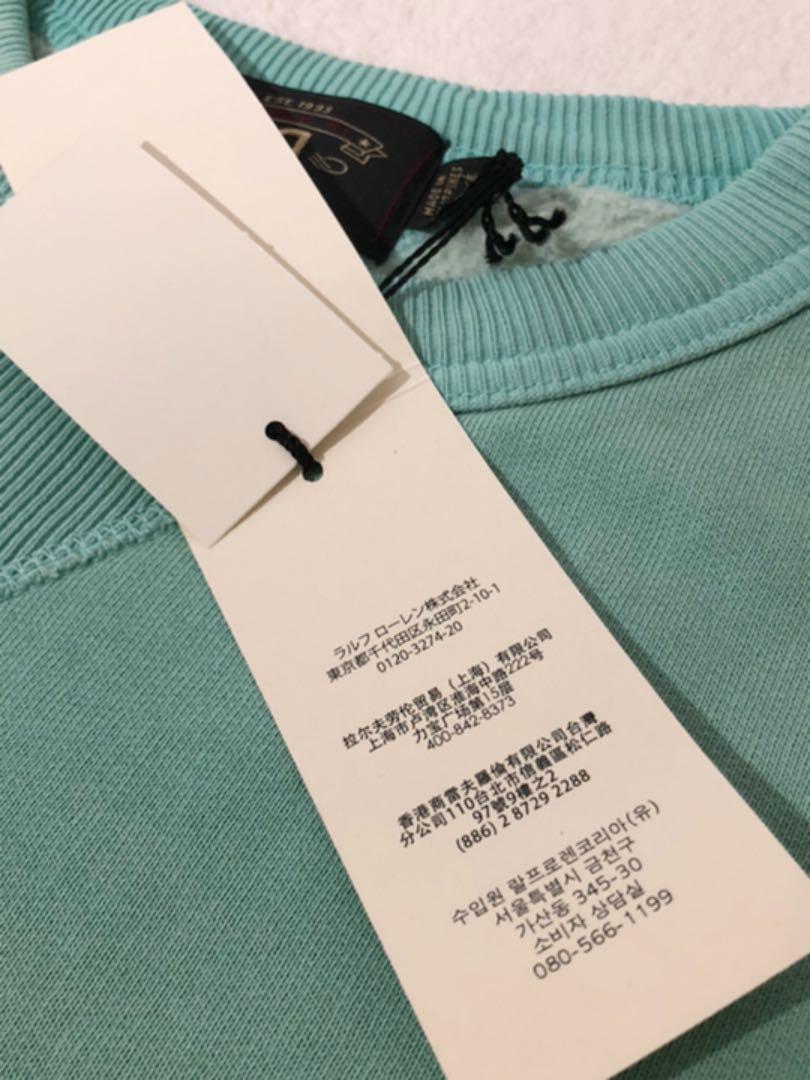 EST. 1993
MADE IN
ラルフ ローレン株式会社
東京都千代田区永田町2-10-1
0120-3274-20
拉尔夫劳伦贸易（上海）有限公司
上海市卢湾区淮海中路222号
力宝广场第15层
400-842-8373
香港商雷夫羅倫有限公司台灣
分公司110台北市信義區松仁路
97號9樓之2
(886) 2 8729 2288
수입원 랄프로렌코리아(유)
서울특별시 금천구
가산동 345-30
소비자 상담실
080-566-1199